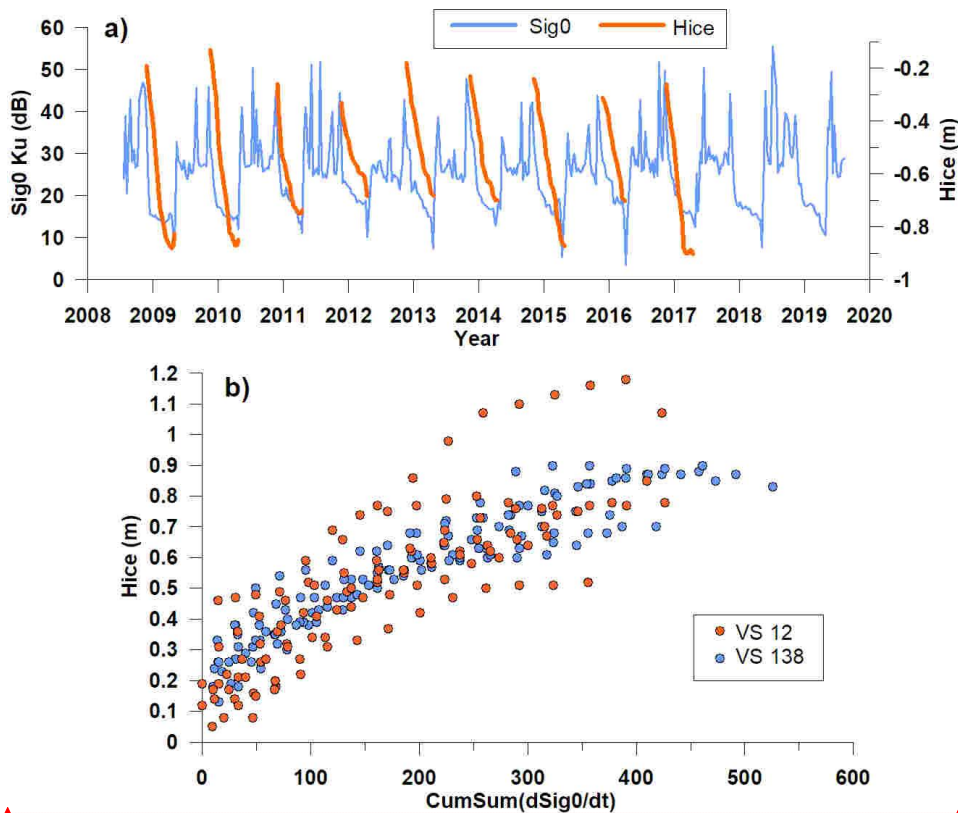 a)
Sig0
Hice
60
50
40
30
20
10
0
Sig0 Ku (dB)
-0.2
-0.4
-0.6
-0.8
-1
Hice (m)
2008 2009 2010 2011 2012 2013 2014 2015 2016 2017 2018 2019 2020
Year
b)
1.2
1.1
1
0.9
0.8
0.7
0.6
0.5
0.4
0.3
0.2
0.1
0
Hice (m)
VS 12
VS 138
0 100 200 300 400 500 600
CumSum(dSig0/dt)